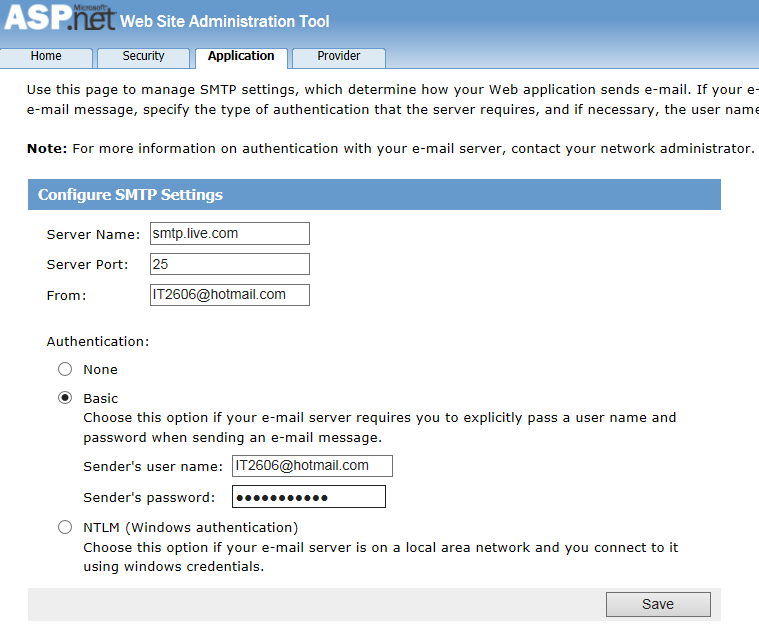 Microsoft
ASP.net Web Site Administration Tool
Home Security Application Provider
Use this page to manage SMTP settings, which determine how your Web application sends e-mail. If your e-
e-mail message, specify the type of authentication that the server requires, and if necessary, the user name
Note: For more information on authentication with your e-mail server, contact your network administrator.
Configure SMTP Settings
Server Name: smtp.live.com
Server Port: 25
From: IT2606@hotmail.com
Authentication:
None
Basic
Choose this option if your e-mail server requires you to explicitly pass a user name and
password when sending an e-mail message.
Sender's user name: IT2606@hotmail.com
Sender's password: ●●●●●●●●●●●
NTLM (Windows authentication)
Choose this option if your e-mail server is on a local area network and you connect to it
using windows credentials.
Save